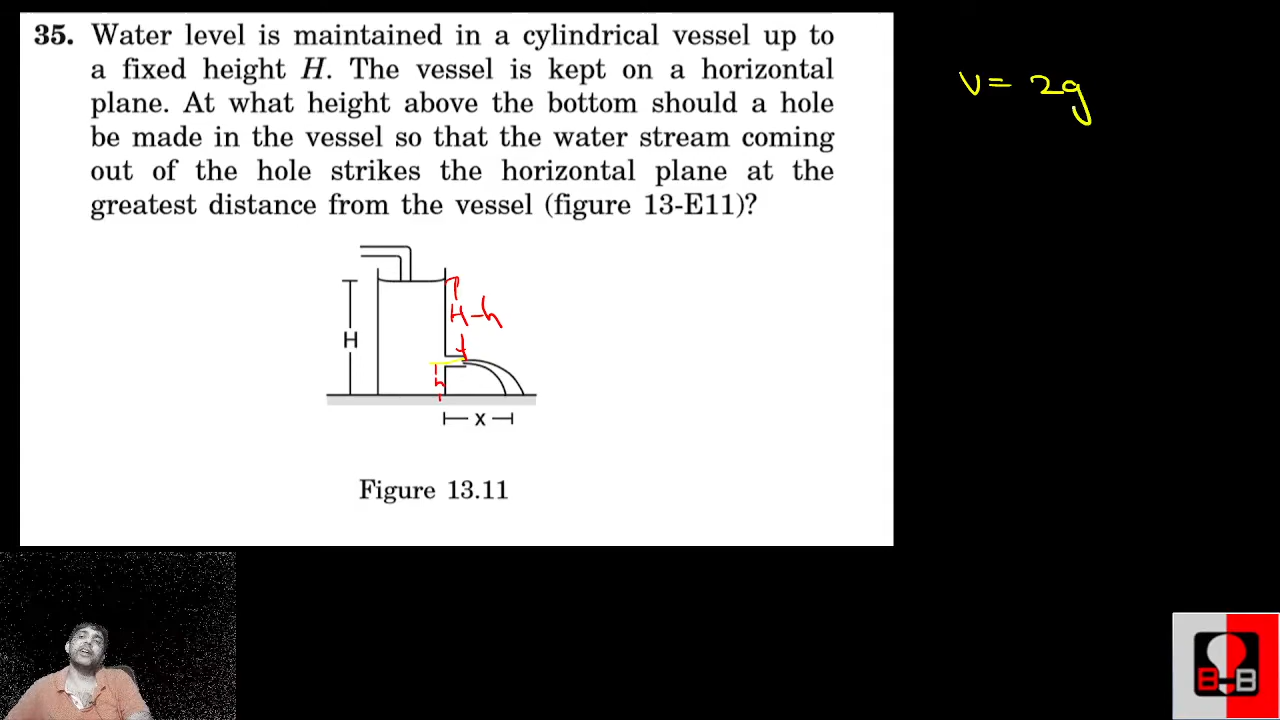 35. Water level is maintained in a cylindrical vessel up to
a fixed height H. The vessel is kept on a horizontal
plane. At what height above the bottom should a hole
be made in the vessel so that the water stream coming
out of the hole strikes the horizontal plane at the
greatest distance from the vessel (figure 13-E11)?
v= 2g
H-h
H
h
x
Figure 13.11
B-B